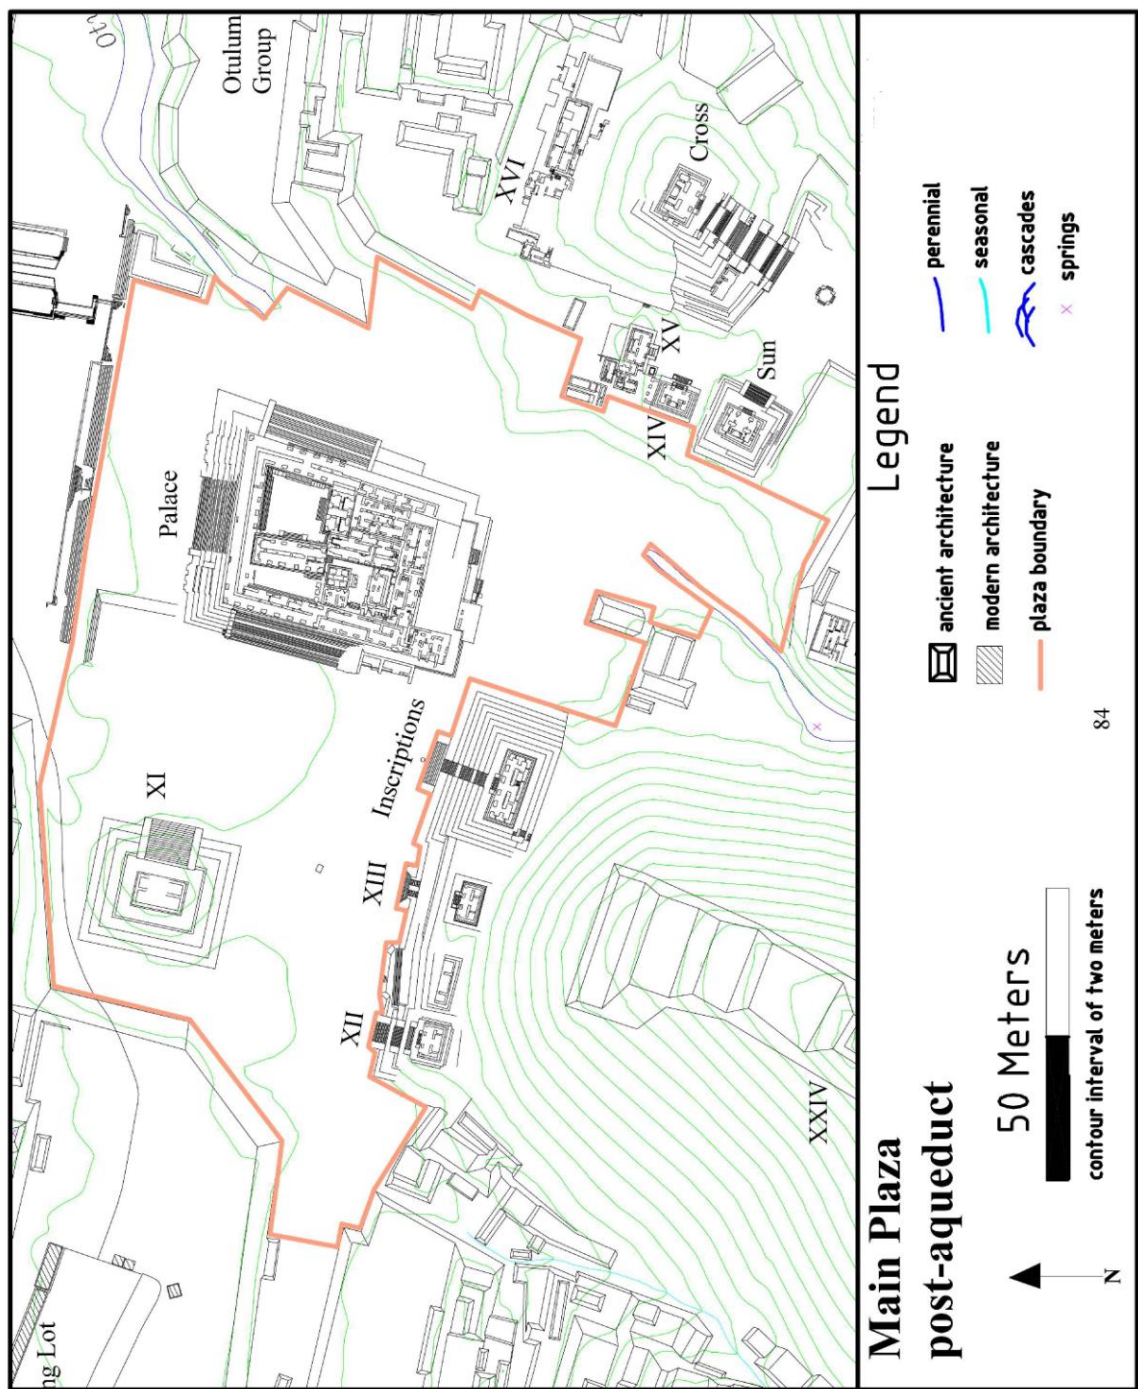 Otulum
Group
Palace
XVI
Cross
XV
XIV
Sun
XI
Inscriptions
XIII
XII
XXIV
ng Lot
Main Plaza
post-aqueduct
N
50 Meters
contour interval of two meters
Legend
ancient architecture
modern architecture
plaza boundary
perennial
seasonal
cascades
springs
84